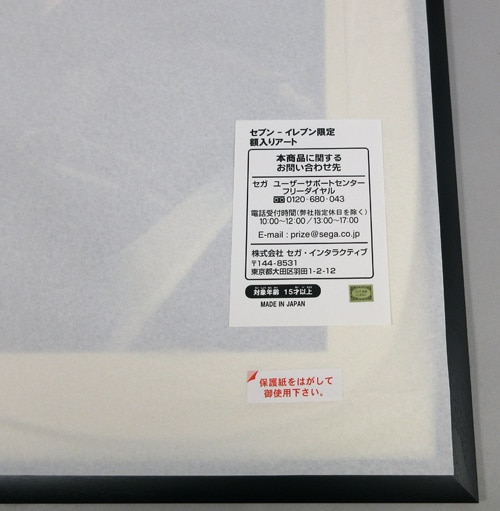 セブン-イレブン限定
額入りアート
本商品に関する
お問い合わせ先
セガ ユーザーサポートセンター
フリーダイヤル
0120-680-043
電話受付時間(弊社指定休日を除く)
10:00~12:00/13:00~17:00
E-mail : prize@sega.co.jp
株式会社 セガ・インタラクティブ
〒144-8531
東京都大田区羽田1-2-12
対象年齢 15才以上
MADE IN JAPAN
保護紙をはがして
御使用下さい。